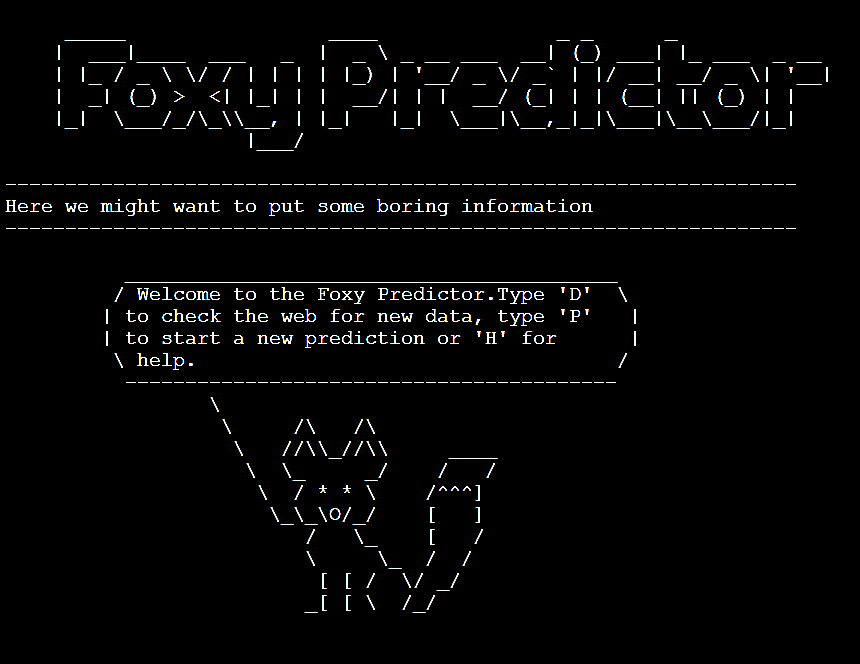 Foxy Predictor
Here we might want to put some boring information
Welcome to the Foxy Predictor.Type 'D'
to check the web for new data, type 'P'
to start a new prediction or 'H' for
help.